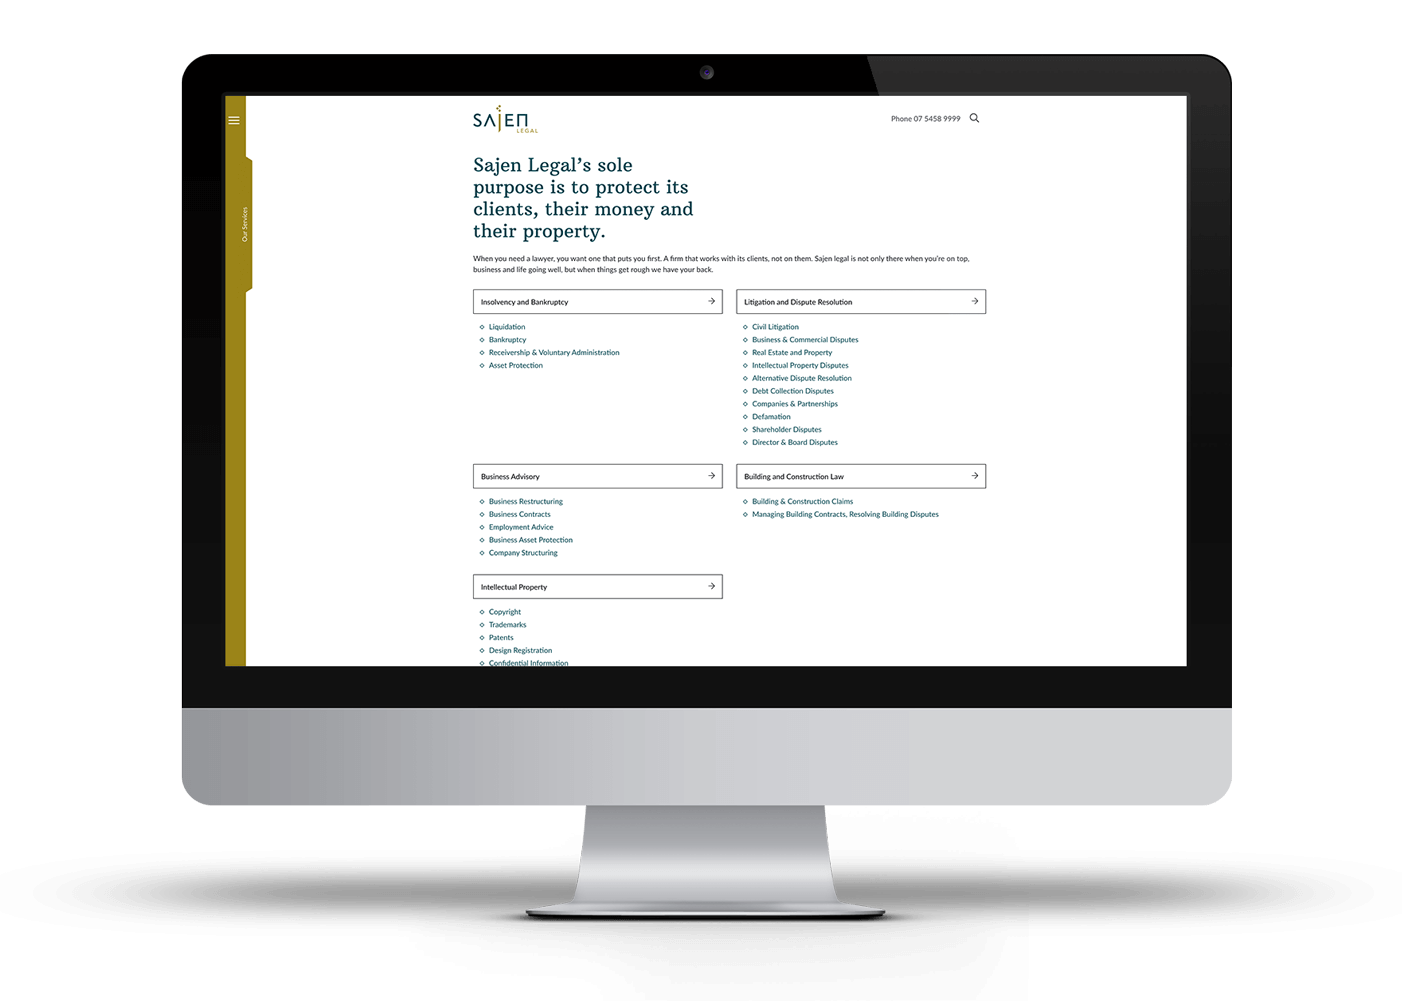 SAJEN
LEGAL
Phone 07 5458 9999
Our Services
Sajen Legal’s sole
purpose is to protect its
clients, their money and
their property.
When you need a lawyer, you want one that puts you first. A firm that works with its clients, not on them. Sajen legal is not only there when you’re on top,
business and life going well, but when things get rough we have your back.
Insolvency and Bankruptcy
Liquidation
Bankruptcy
Receivership & Voluntary Administration
Asset Protection
Litigation and Dispute Resolution
Civil Litigation
Business & Commercial Disputes
Real Estate and Property
Intellectual Property Disputes
Alternative Dispute Resolution
Debt Collection Disputes
Companies & Partnerships
Defamation
Shareholder Disputes
Director & Board Disputes
Business Advisory
Business Restructuring
Business Contracts
Employment Advice
Business Asset Protection
Company Structuring
Building and Construction Law
Building & Construction Claims
Managing Building Contracts, Resolving Building Disputes
Intellectual Property
Copyright
Trademarks
Patents
Design Registration
Confidential Information